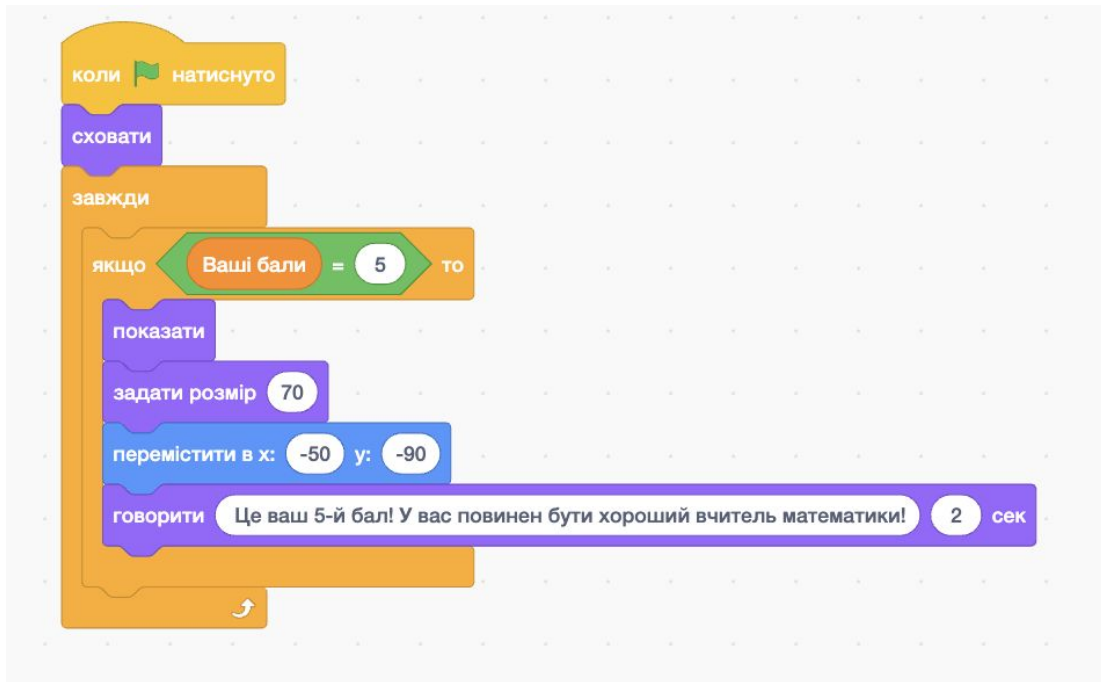 коли натиснуто
сховати
завжди
якщо Ваші бали = 5 то
показати
задати розмір 70
перемістити в x: -50 y: -90
говорити Це ваш 5-й бал! У вас повинен бути хороший вчитель математики! 2 сек